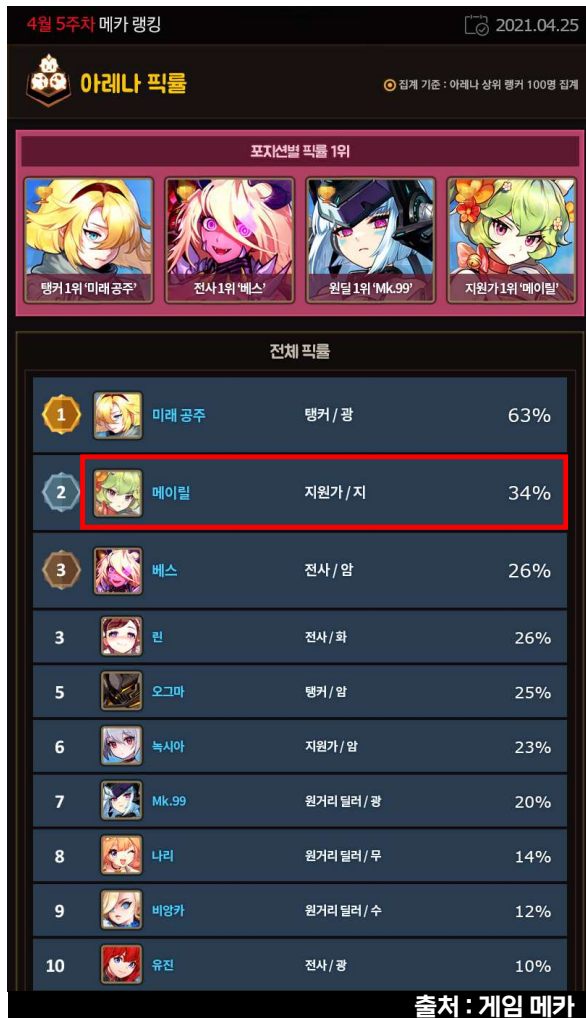 4월 5주차 메카 랭킹 2021.04.25
아레나 픽률 집계 기준 : 아레나 상위 랭커 100명 집계
포지션별 픽률 1위
탱커 1위 '미래 공주' 전사 1위 '베스' 원딜 1위 'Mk.99' 지원가 1위 '메이릴'
전체 픽률
1 미래 공주 탱커 / 광 63%
2 메이릴 지원가 / 지 34%
3 베스 전사 / 암 26%
3 린 전사 / 화 26%
5 오그마 탱커 / 암 25%
6 녹시아 지원가 / 암 23%
7 Mk.99 원거리 딜러 / 광 20%
8 나리 원거리 딜러 / 무 14%
9 비앙카 원거리 딜러 / 수 12%
10 유진 전사 / 광 10%
출처 : 게임 메카